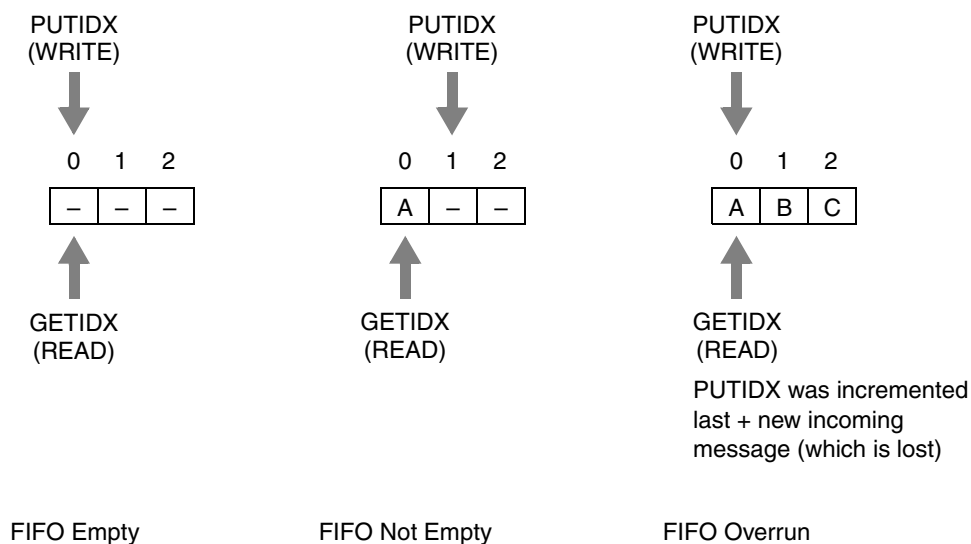 PUTIDX
(WRITE)
0 1 2
– – –
GETIDX
(READ)
FIFO Empty
PUTIDX
(WRITE)
0 1 2
A – –
GETIDX
(READ)
FIFO Not Empty
PUTIDX
(WRITE)
0 1 2
A B C
GETIDX
(READ)
PUTIDX was incremented
last + new incoming
message (which is lost)
FIFO Overrun